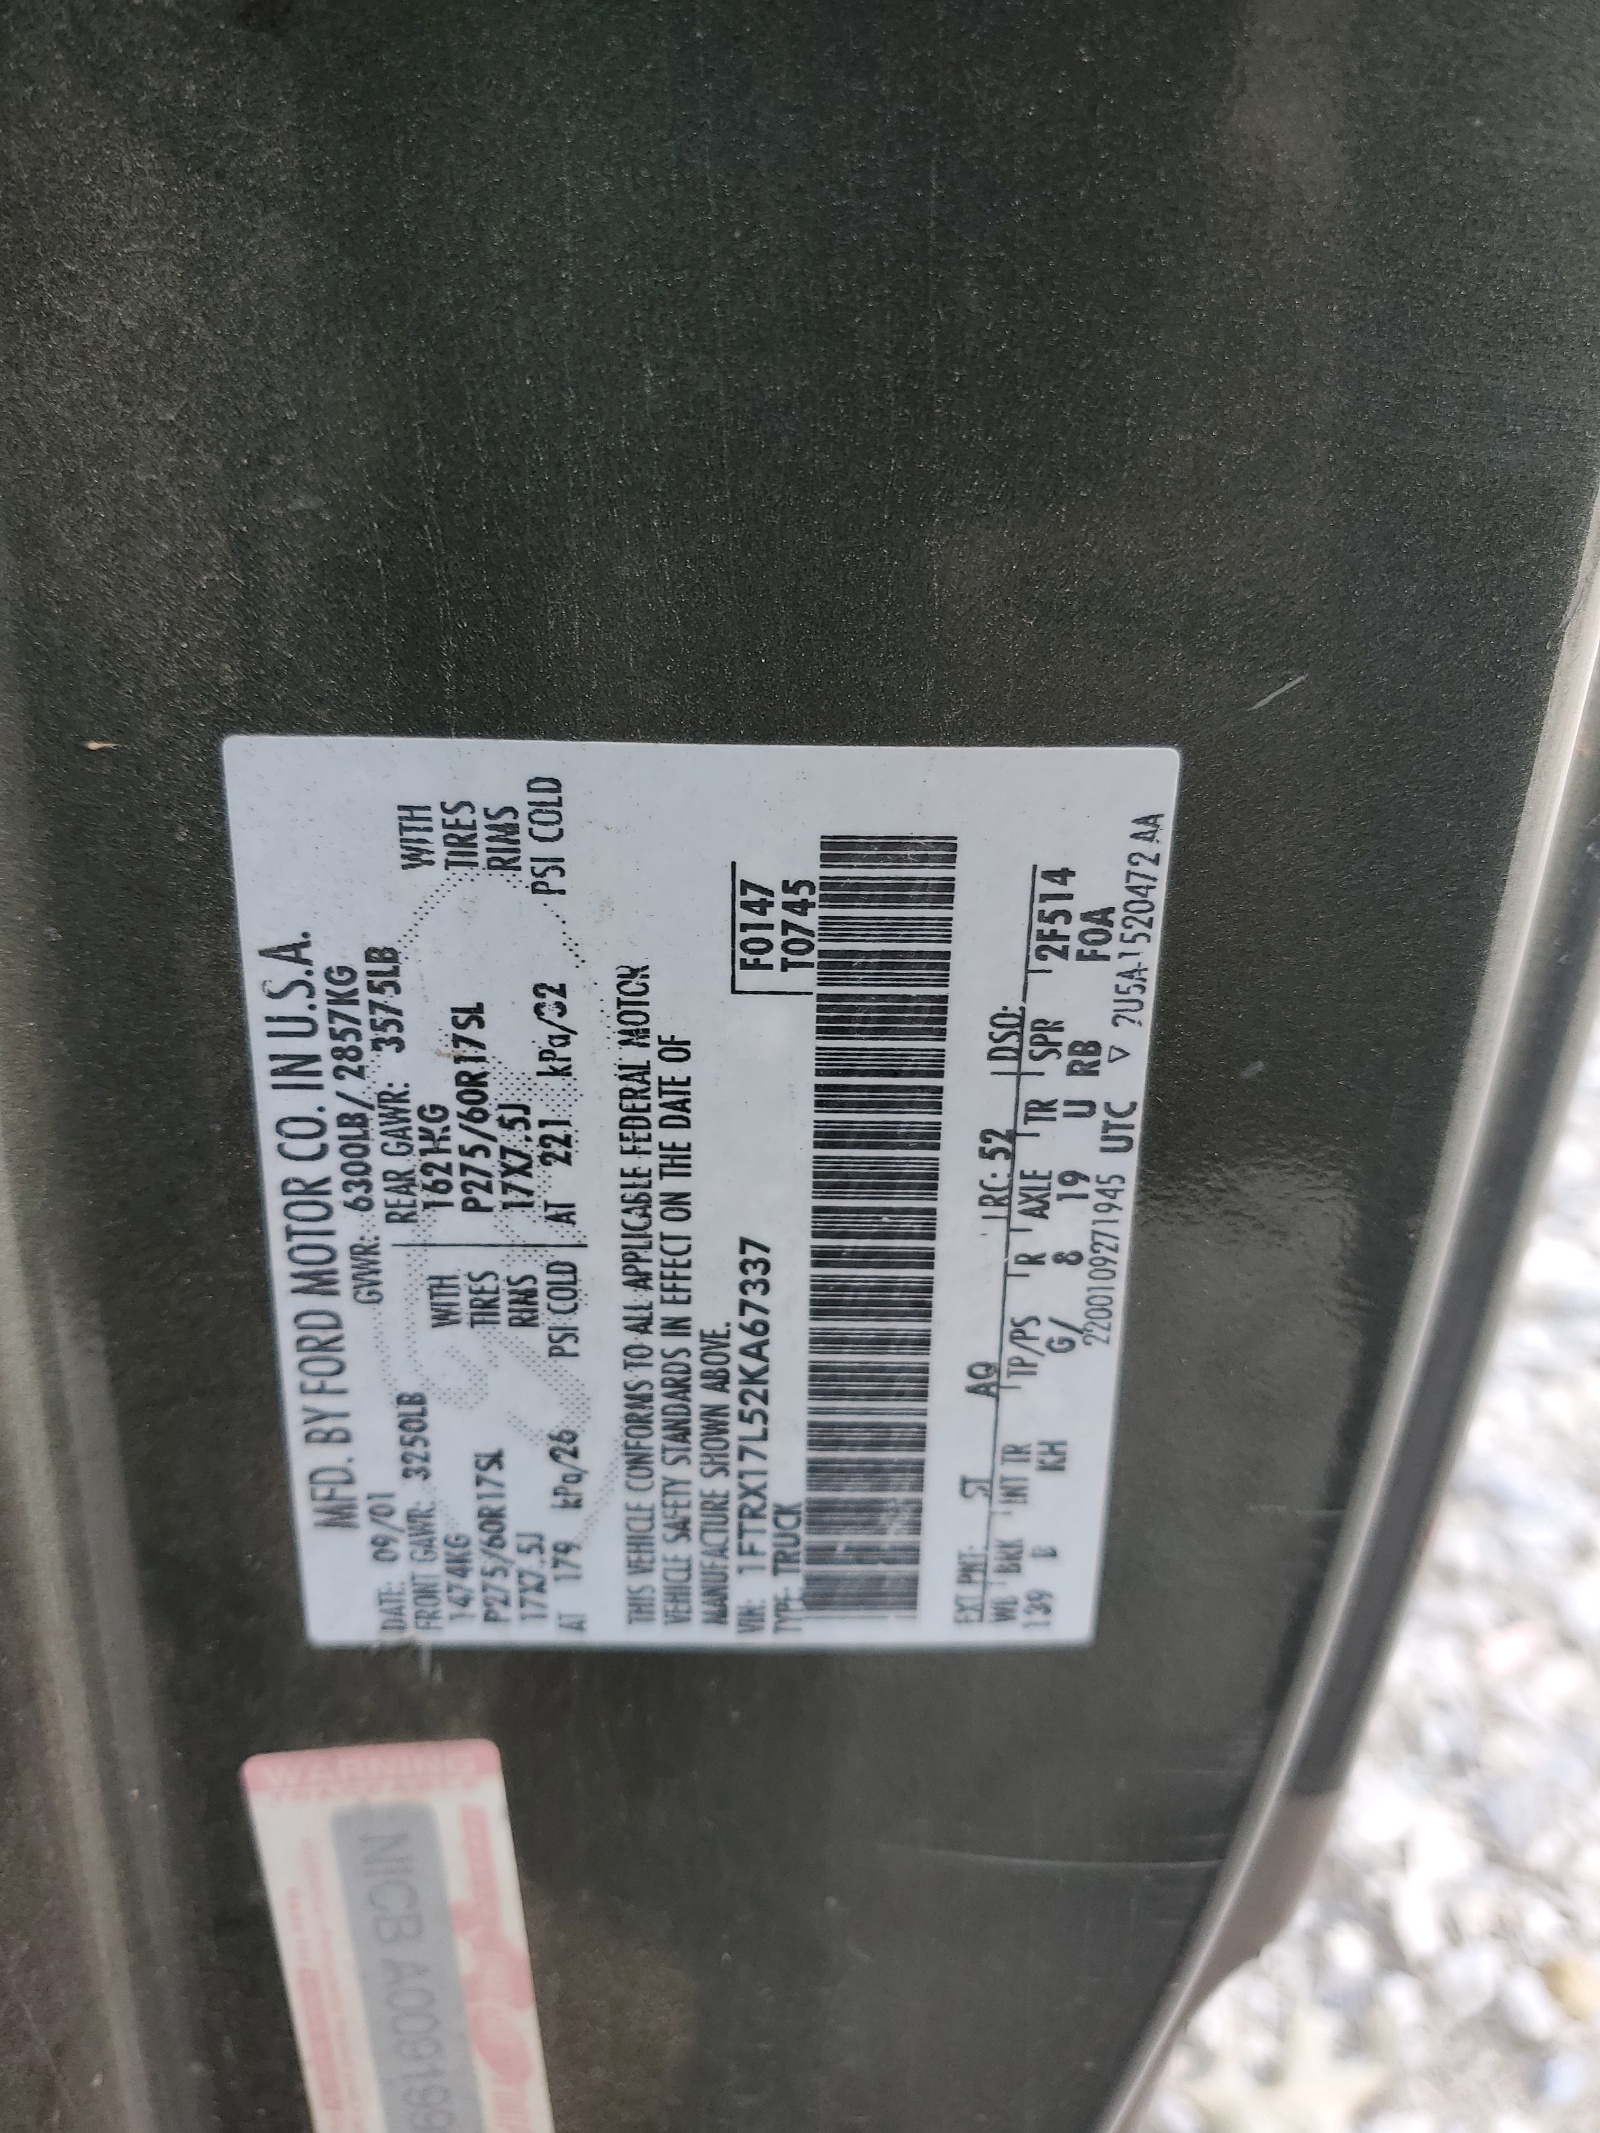 MFD. BY FORD MOTOR CO. IN U.S.A.
DATE: 09/01 GVWR: 6300LB/2857KG
FRONT GAWR: 3250LB REAR GAWR: 3575LB
1474KG WITH 1621KG WITH
P275/60R17SL TIRES P275/60R17SL TIRES
17X7.5J RIMS 17X7.5J RIMS
AT 179 kPa/26 PSI COLD AT 221 kPa/32 PSI COLD
THIS VEHICLE CONFORMS TO ALL APPLICABLE FEDERAL MOTOR
VEHICLE SAFETY STANDARDS IN EFFECT ON THE DATE OF
MANUFACTURE SHOWN ABOVE.
VIN: 1FTRX17L52KA67337 F0147
TYPE: TRUCK T0745
EXT PNT: ST AQ RC: 52 DSO:
WB BRK INT TR TP/PS R AXLE TR SPR 2F514
139 B KH G/ 8 19 U RB F0A
2200109271945 UTC ▽ 2U5A-1520472 AA
WARNING
NICB